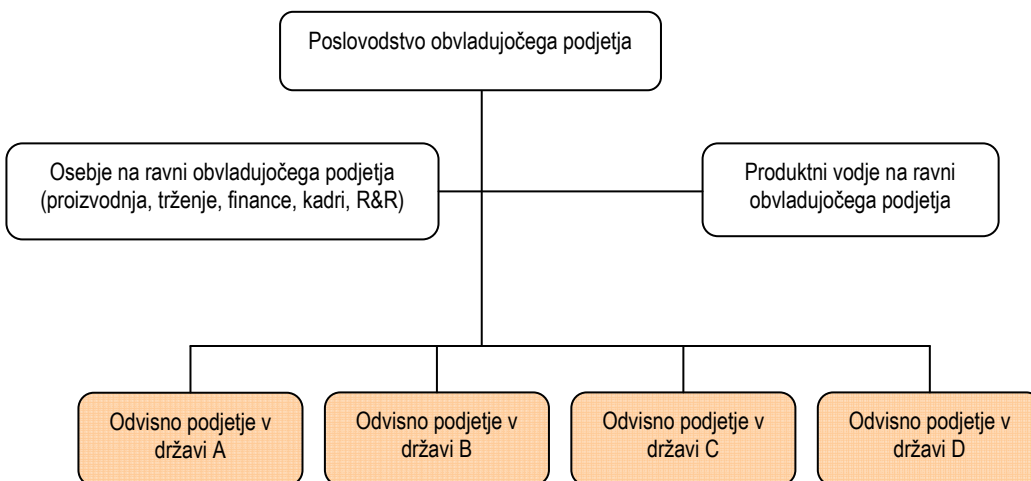 Poslovodstvo obvladujočega podjetja
Osebje na ravni obvladujočega podjetja
(proizvodnja, trženje, finance, kadri, R&R)
Produktni vodje na ravni
obvladujočega podjetja
Odvisno podjetje v
državi A
Odvisno podjetje v
državi B
Odvisno podjetje v
državi C
Odvisno podjetje v
državi D